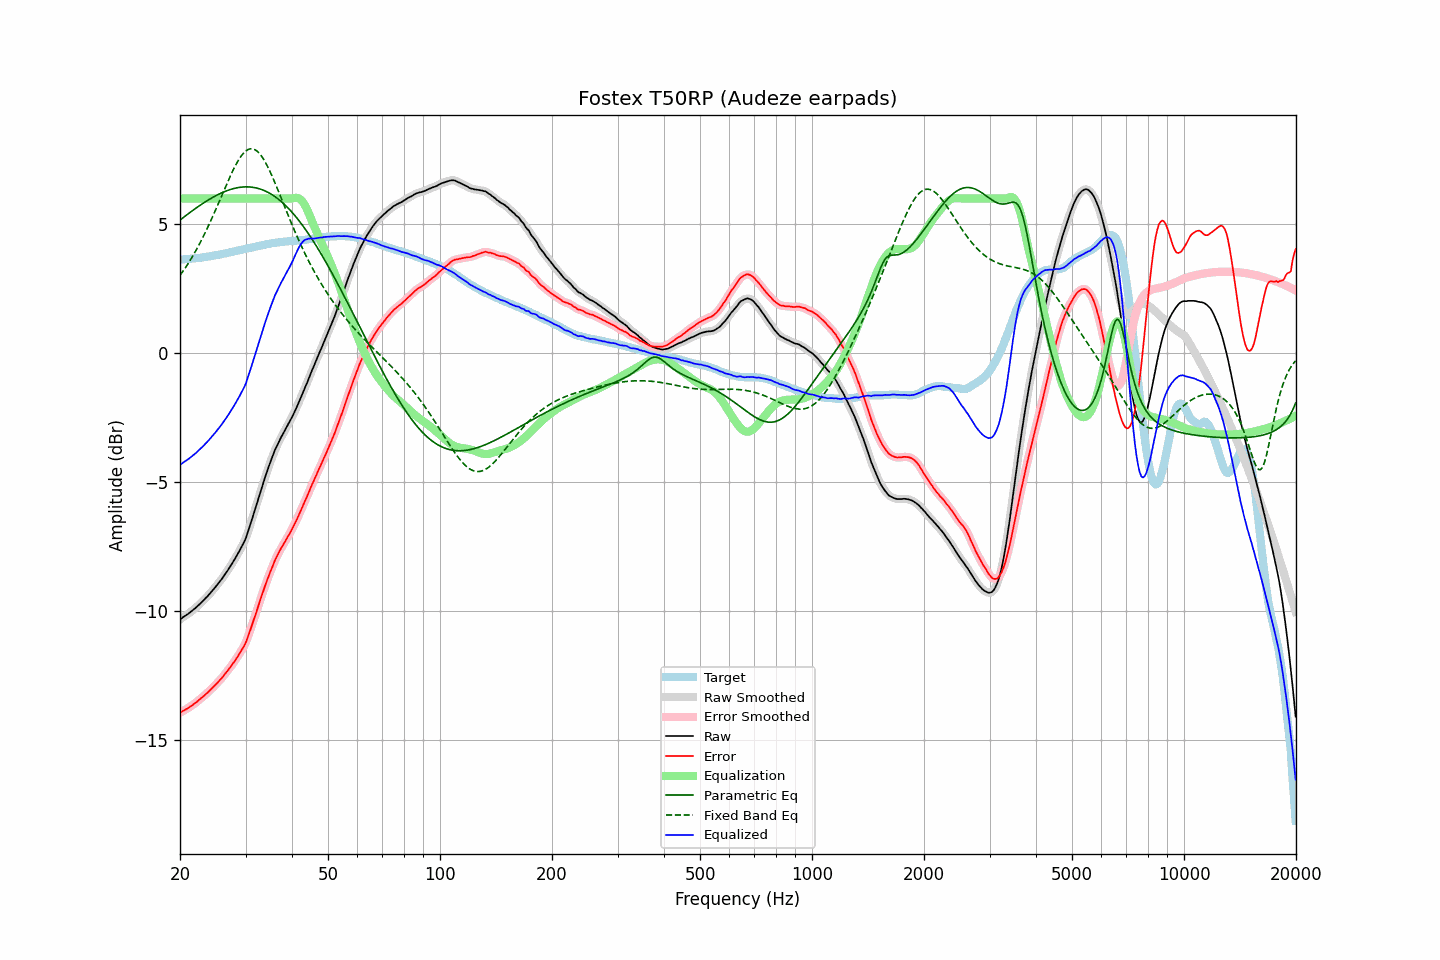 Fostex T50RP (Audeze earpads)
Amplitude (dBr)
5
0
−5
−10
−15
Target
Raw Smoothed
Error Smoothed
Raw
Error
Equalization
Parametric Eq
Fixed Band Eq
Equalized
20
50
100
200
500
1000
2000
5000
10000
20000
Frequency (Hz)